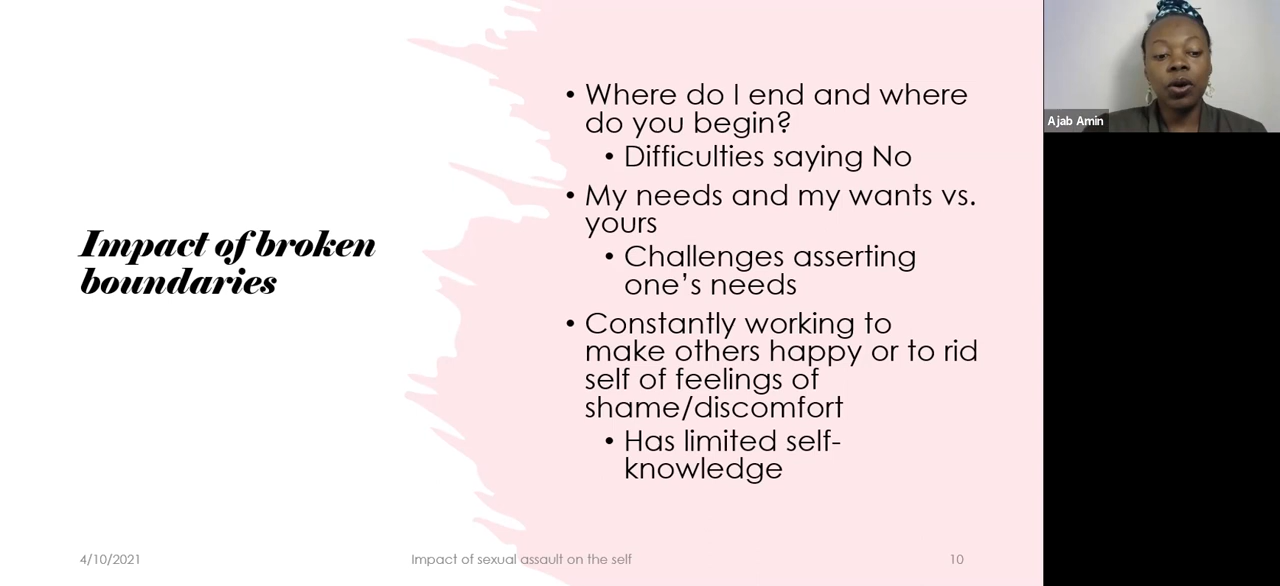 Impact of broken
boundaries
• Where do I end and where
do you begin?
• Difficulties saying No
• My needs and my wants vs.
yours
• Challenges asserting
one’s needs
• Constantly working to
make others happy or to rid
self of feelings of
shame/discomfort
• Has limited self-
knowledge
4/10/2021
Impact of sexual assault on the self
10
Ajab Amin